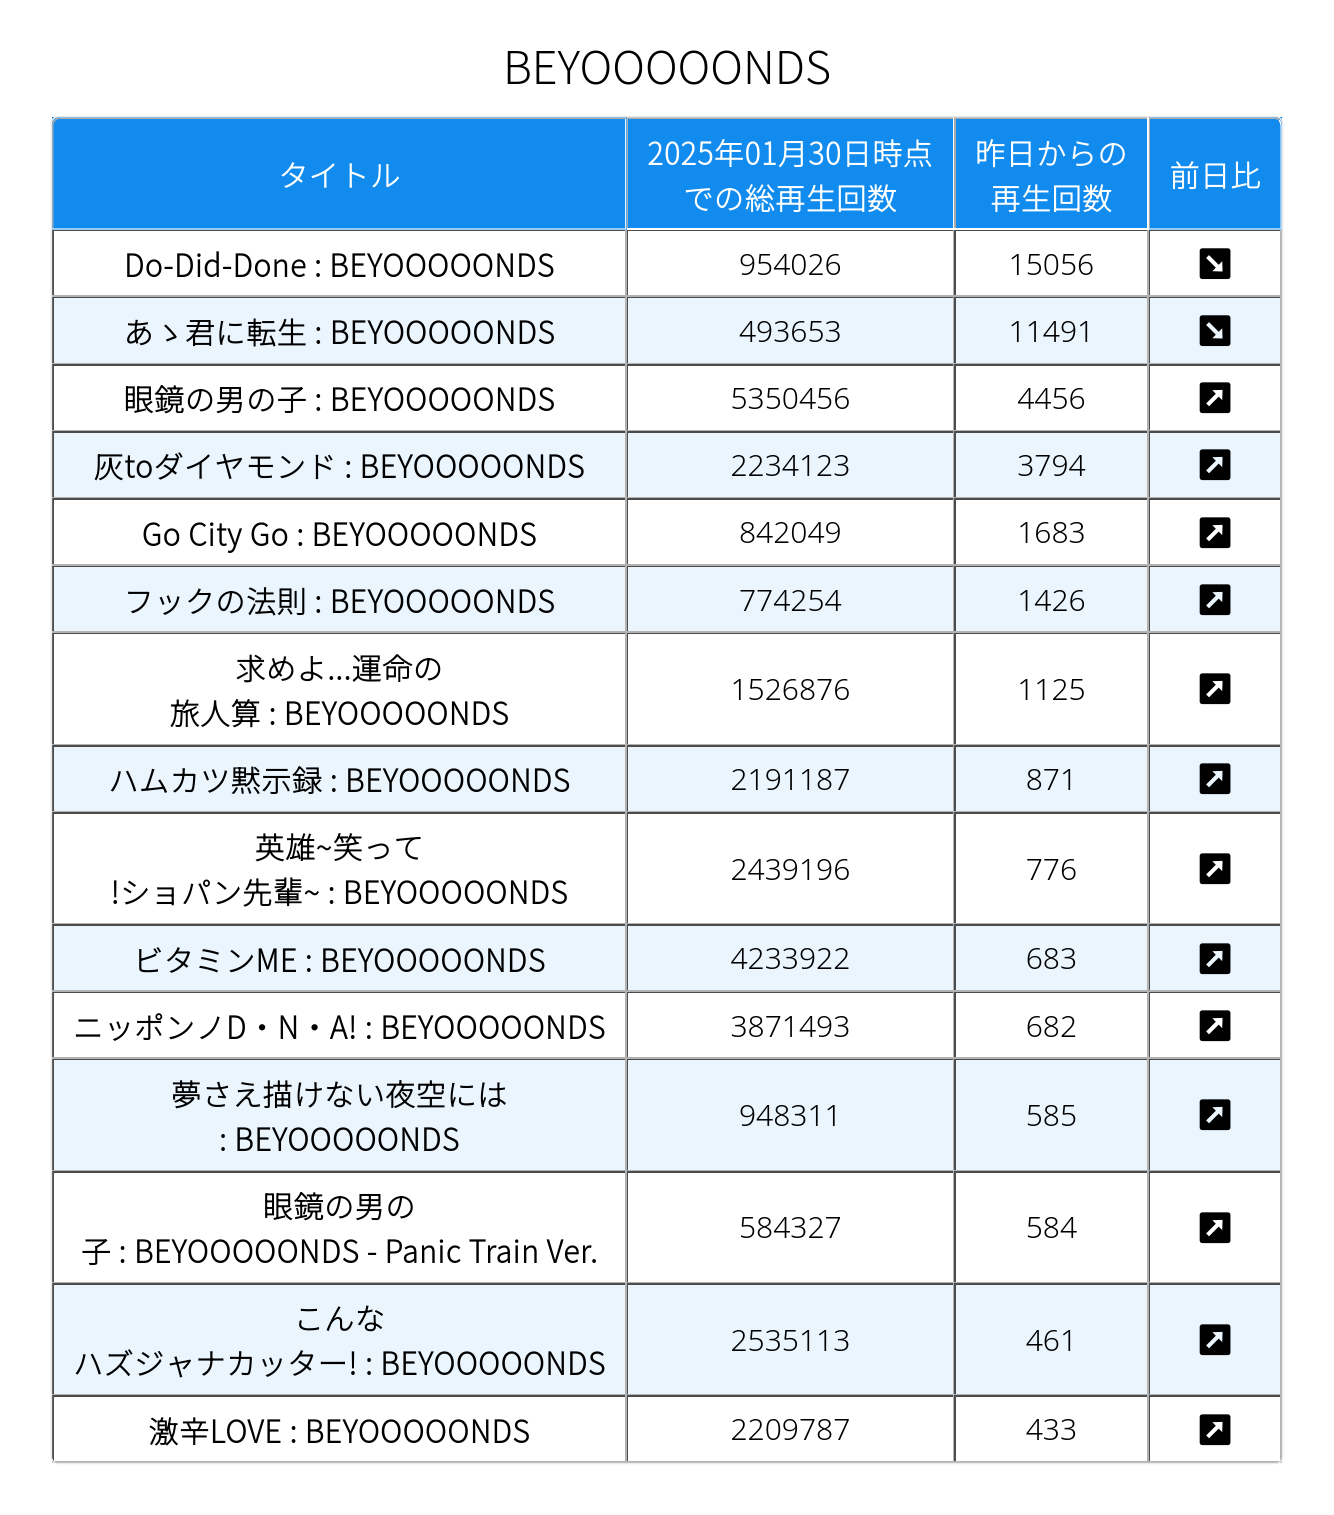 BEYOOOOONDS
タイトル
2025年01月30日時点
での総再生回数
昨日からの
再生回数
前日比
Do-Did-Done : BEYOOOOONDS
954026
15056
あゝ君に転生 : BEYOOOOONDS
493653
11491
眼鏡の男の子 : BEYOOOOONDS
5350456
4456
灰toダイヤモンド : BEYOOOOONDS
2234123
3794
Go City Go : BEYOOOOONDS
842049
1683
フックの法則 : BEYOOOOONDS
774254
1426
求めよ...運命の
旅人算 : BEYOOOOONDS
1526876
1125
ハムカツ黙示録 : BEYOOOOONDS
2191187
871
英雄~笑って
!ショパン先輩~ : BEYOOOOONDS
2439196
776
ビタミンME : BEYOOOOONDS
4233922
683
ニッポンノD・N・A! : BEYOOOOONDS
3871493
682
夢さえ描けない夜空には
: BEYOOOOONDS
948311
585
眼鏡の男の
子 : BEYOOOOONDS - Panic Train Ver.
584327
584
こんな
ハズジャナカッター! : BEYOOOOONDS
2535113
461
激辛LOVE : BEYOOOOONDS
2209787
433